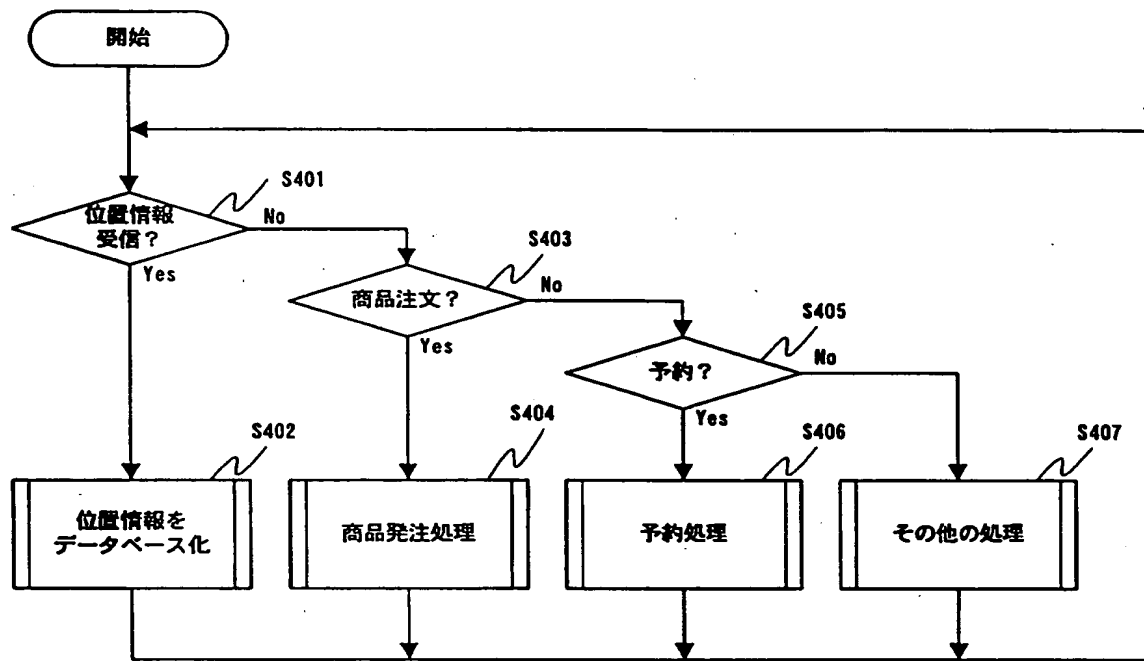 開始
S401
位置情報
受信？
No
Yes
S403
商品注文？
No
Yes
S405
予約？
No
Yes
S402
位置情報を
データベース化
S404
商品発注処理
S406
予約処理
S407
その他の処理